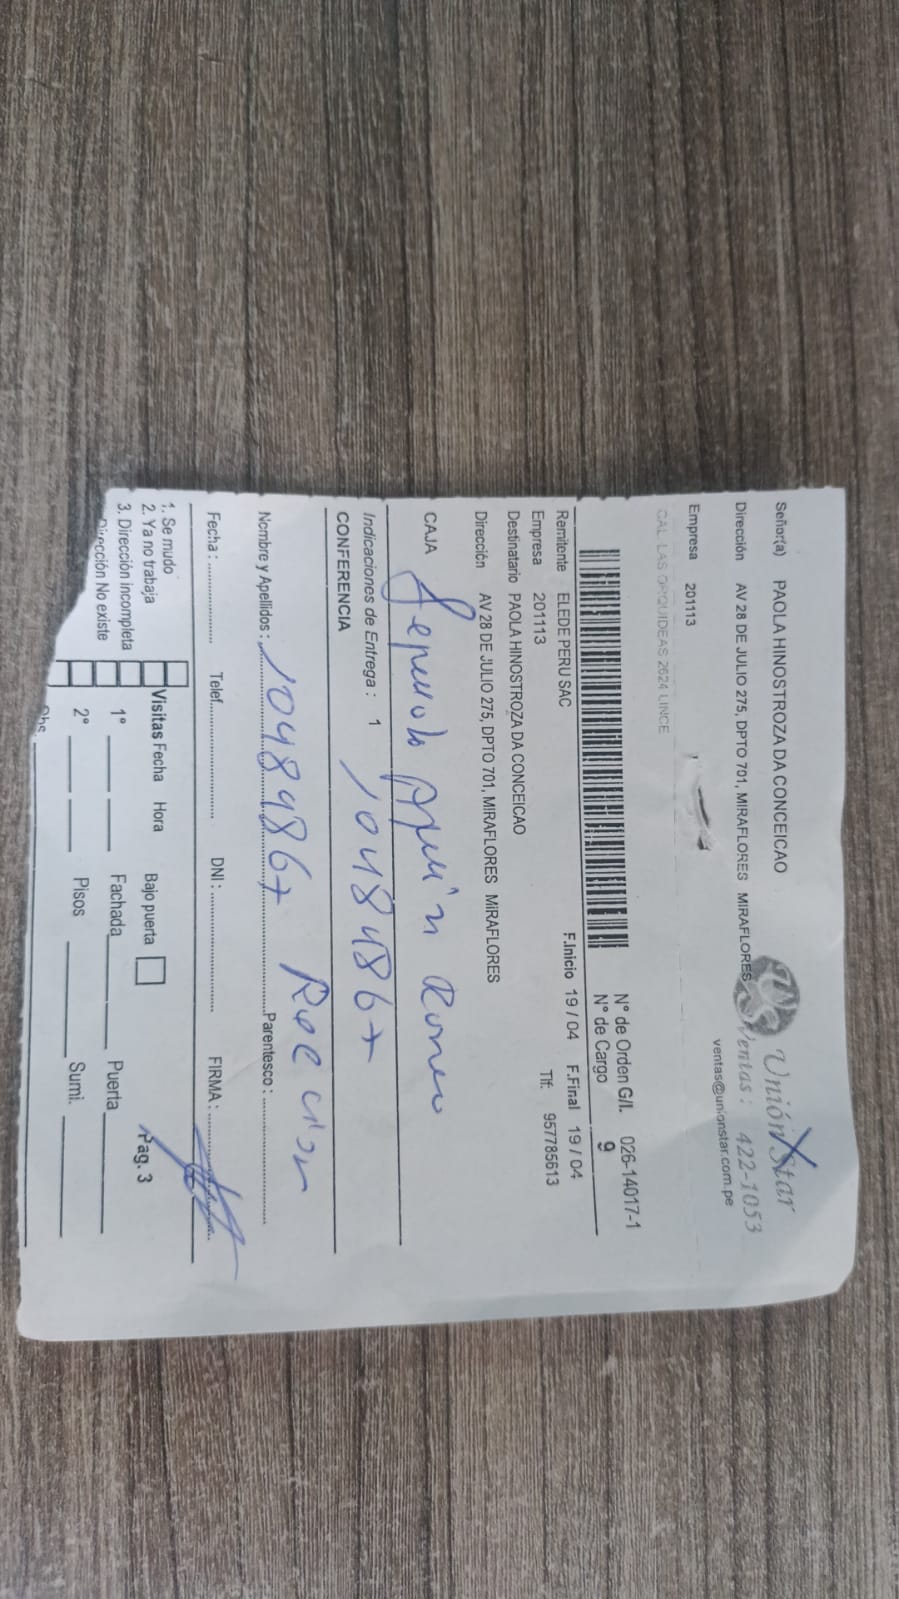 Señor(a) PAOLA HINOSTROZA DA CONCEICAO
Unión Star
Dirección AV 28 DE JULIO 275, DPTO 701, MIRAFLORES MIRAFLORES
Ventas: 422-1053
ventas@unionstar.com.pe
Empresa 201113
CAL LAS ORQUIDEAS 2624 LINCE
N° de Orden G/I. 026-14017-1
N° de Cargo 9
Remitente ELEDE PERU SAC F.Inicio 19 / 04 F.Final 19 / 04
Empresa 201113 Tlf: 957785613
Destinatario PAOLA HINOSTROZA DA CONCEICAO
Dirección AV 28 DE JULIO 275, DPTO 701, MIRAFLORES MIRAFLORES
CAJA
Indicaciones de Entrega : 1 10484867
CONFERENCIA
Nombre y Apellidos : 10484867 Parentesco :
Fecha : Telef. DNI : FIRMA :
1. Se mudo
2. Ya no trabaja
3. Dirección incompleta
Dirección No existe
Visitas Fecha Hora Bajo puerta Pag. 3
1° Fachada Puerta
2° Pisos Sumi.
Obs.